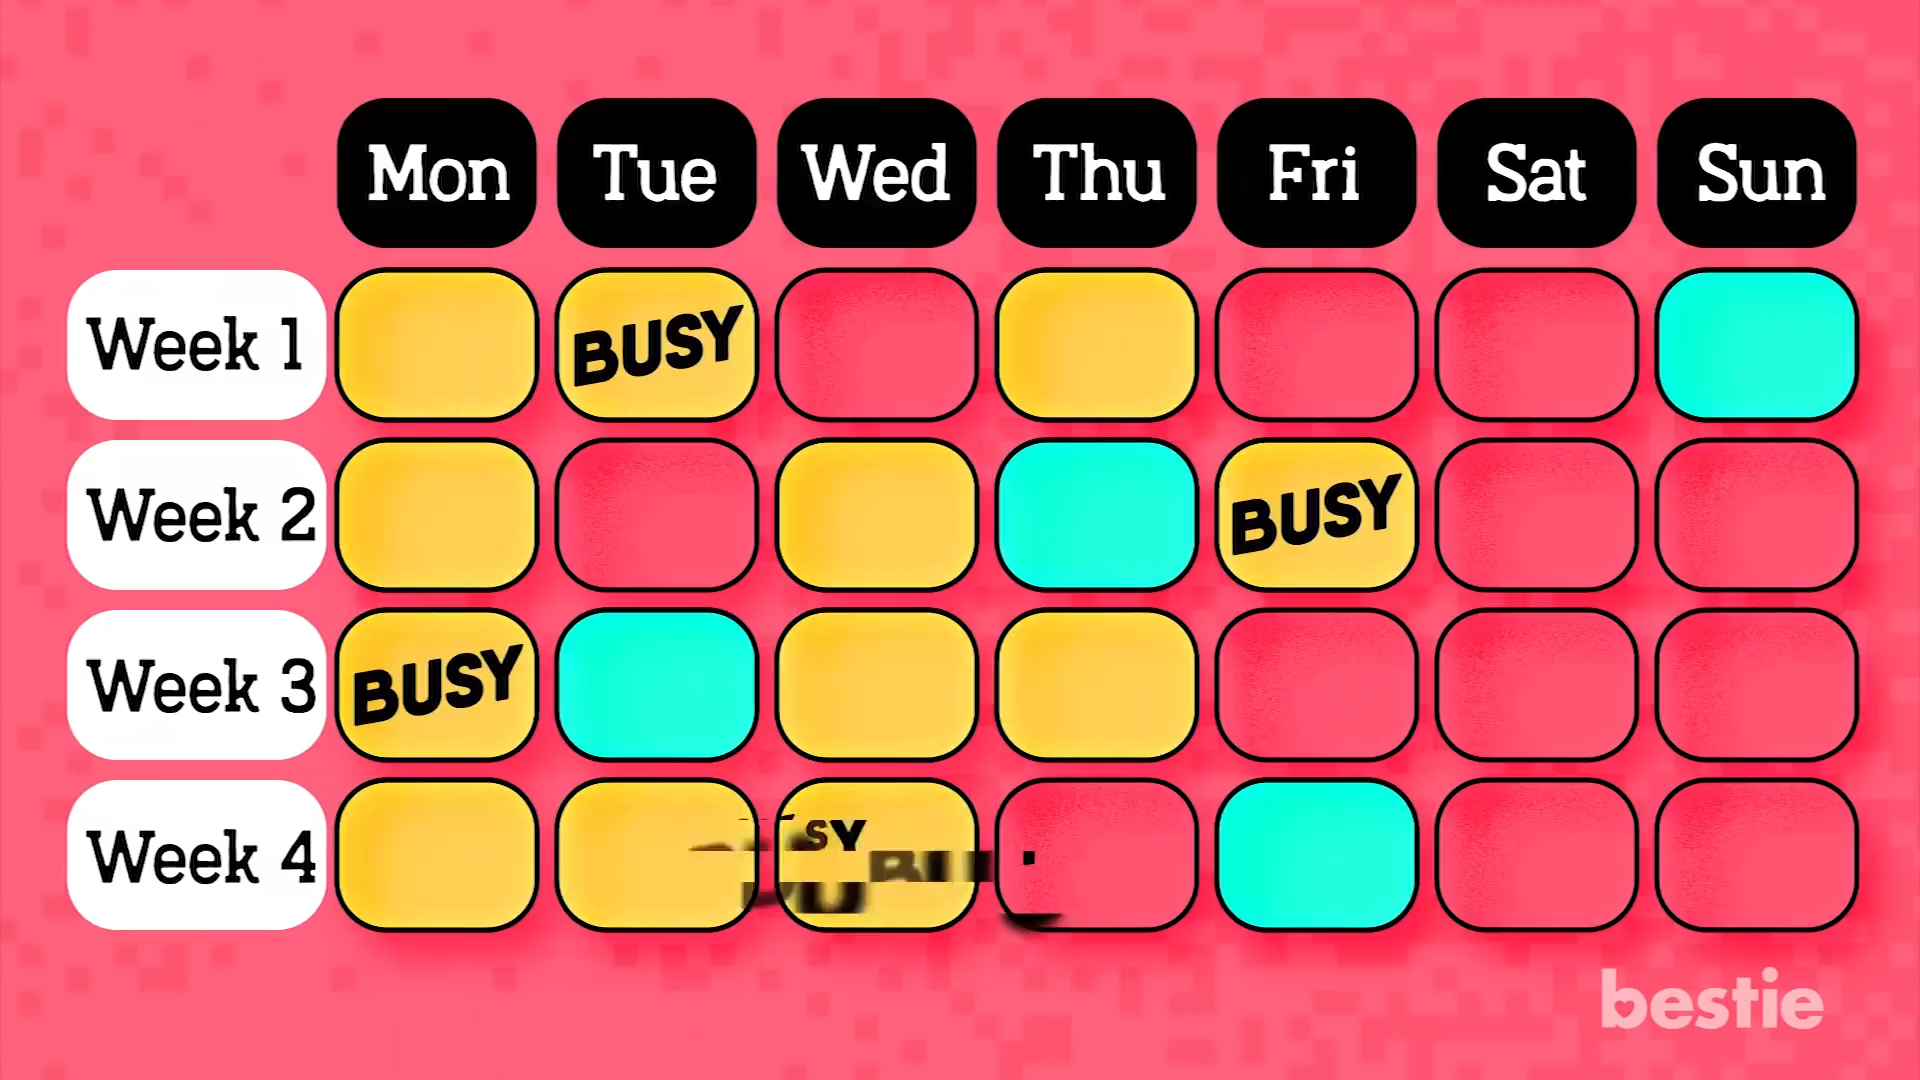 Mon Tue Wed Thu Fri Sat Sun
Week 1 BUSY
Week 2 BUSY
Week 3 BUSY
Week 4
bestie